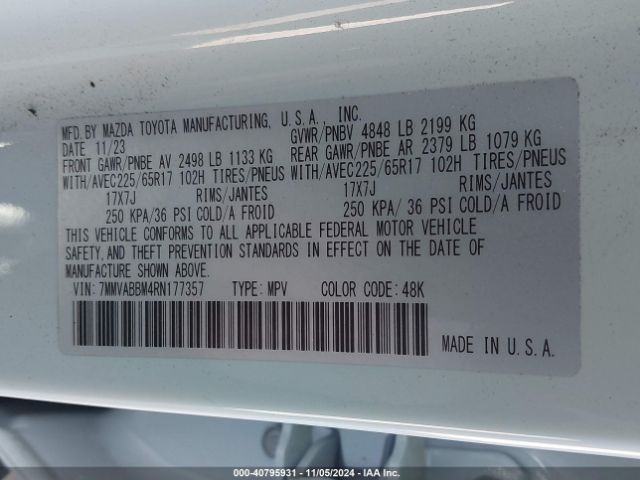 MFD.BY MAZDA TOYOTA MANUFACTURING, U.S.A., INC.
DATE 11/23 GVWR/PNBV 4848 LB 2199 KG
FRONT GAWR/PNBE AV 2498 LB 1133 KG REAR GAWR/PNBE AR 2379 LB 1079 KG
WITH/AVEC225/65R17 102H TIRES/PNEUS WITH/AVEC225/65R17 102H TIRES/PNEUS
17X7J RIMS/JANTES 17X7J RIMS/JANTES
250 KPA/36 PSI COLD/A FROID 250 KPA/ 36 PSI COLD/A FROID
THIS VEHICLE CONFORMS TO ALL APPLICABLE FEDERAL MOTOR VEHICLE
SAFETY,AND THEFT PREVENTION STANDARDS IN EFFECT ON THE DATE OF
MANUFACTURE SHOWN ABOVE.
VIN:7MMVABBM4RN177357 TYPE:MPV COLOR CODE:48K
MADE IN U.S.A.
000-40795931 - 11/05/2024 - IAA Inc.